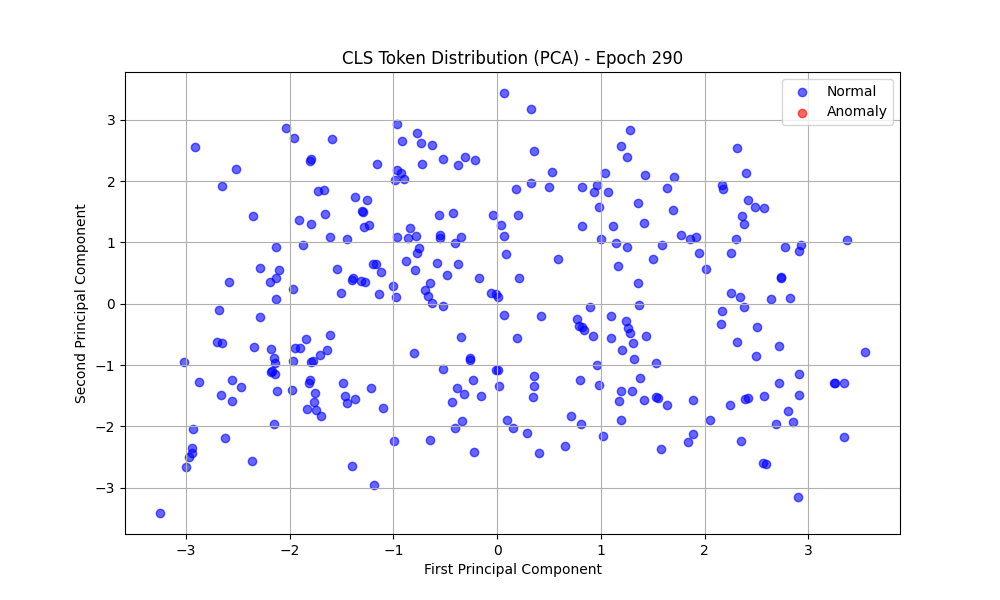 CLS Token Distribution (PCA) - Epoch 290
Normal
Anomaly
Second Principal Component
3
2
1
0
−1
−2
−3
−3
−2
−1
0
1
2
3
First Principal Component